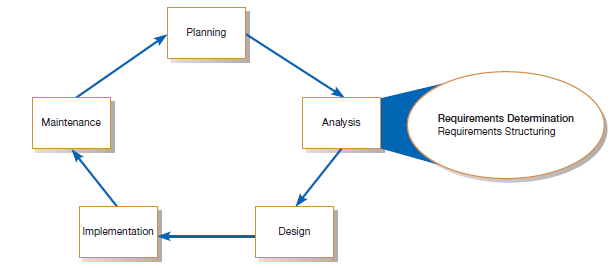 Planning
Maintenance
Analysis
Requirements Determination
Requirements Structuring
Implementation
Design